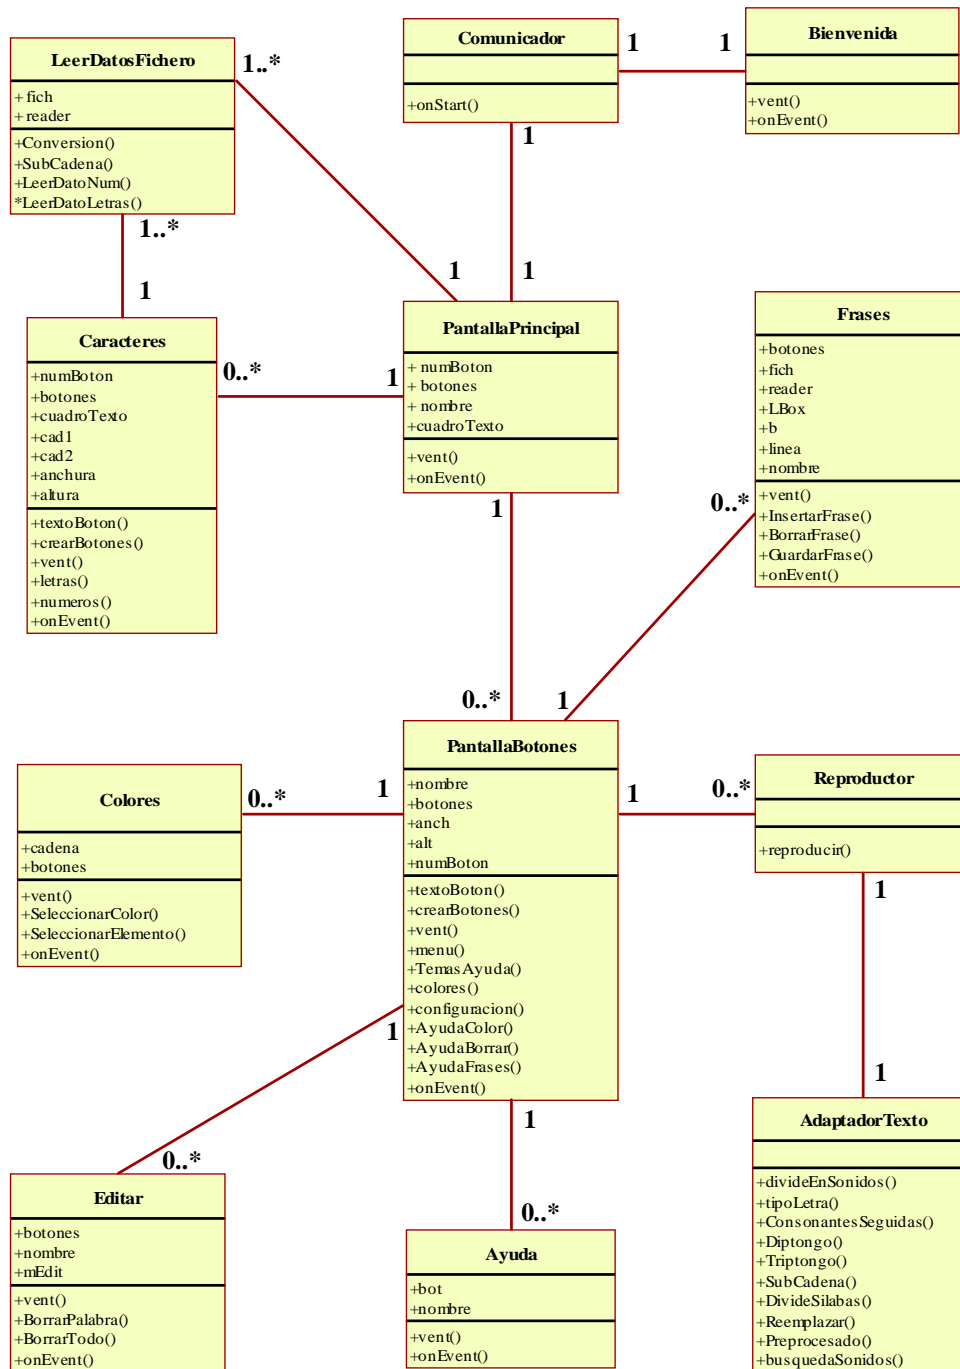 Comunicador
+onStart()
1
1
Bienvenida
+vent()
+onEvent()
LeerDatosFichero
+ fich
+ reader
+Conversion()
+SubCadena()
+LeerDatoNum()
*LeerDatoLetras()
1..*
1..*
1
1
1
1
Caracteres
+numBoton
+botones
+cuadroTexto
+cad1
+cad2
+anchura
+altura
+textoBoton()
+crearBotones()
+vent()
+letras()
+numeros()
+onEvent()
0..*
1
PantallaPrincipal
+ numBoton
+ botones
+ nombre
+cuadroTexto
+vent()
+onEvent()
1
Frases
+botones
+fich
+reader
+LBox
+b
+linea
+nombre
+vent()
+InsertarFrase()
+BorrarFrase()
+GuardarFrase()
+onEvent()
0..*
0..*
1
PantallaBotones
+nombre
+botones
+anch
+alt
+numBoton
+textoBoton()
+crearBotones()
+vent()
+menu()
+TemasAyuda()
+colores()
+configuracion()
+AyudaColor()
+AyudaBorrar()
+AyudaFrases()
+onEvent()
Colores
+cadena
+botones
+vent()
+SeleccionarColor()
+SeleccionarElemento()
+onEvent()
0..*
1
1
0..*
Reproductor
+reproducir()
1
1
AdaptadorTexto
+divideEnSonidos()
+tipoLetra()
+ConsonantesSeguidas()
+Diptongo()
+Triptongo()
+SubCadena()
+DivideSilabas()
+Reemplazar()
+Preprocesado()
+busquedaSonidos()
1
0..*
Editar
+botones
+nombre
+mEdit
+vent()
+BorrarPalabra()
+BorrarTodo()
+onEvent()
1
0..*
Ayuda
+bot
+nombre
+vent()
+onEvent()